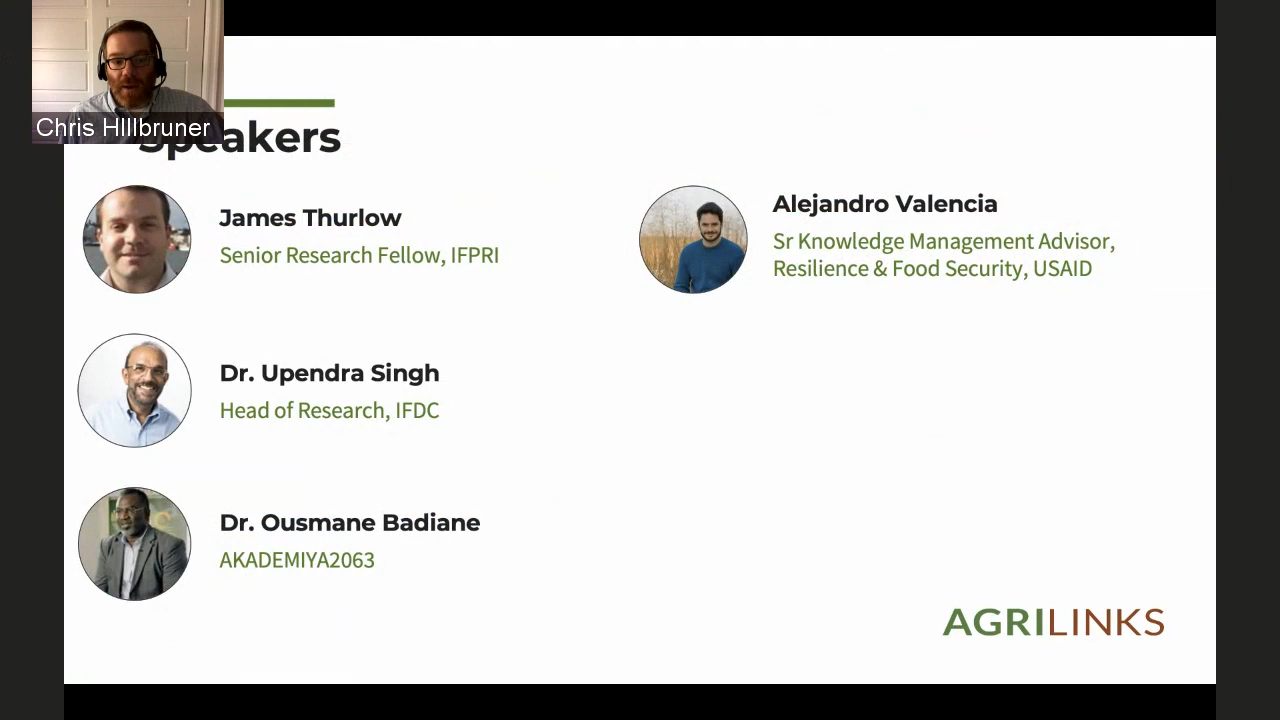 Chris HIllbruner
Speakers
James Thurlow
Senior Research Fellow, IFPRI
Alejandro Valencia
Sr Knowledge Management Advisor,
Resilience & Food Security, USAID
Dr. Upendra Singh
Head of Research, IFDC
Dr. Ousmane Badiane
AKADEMIYA2063
AGRILINKS